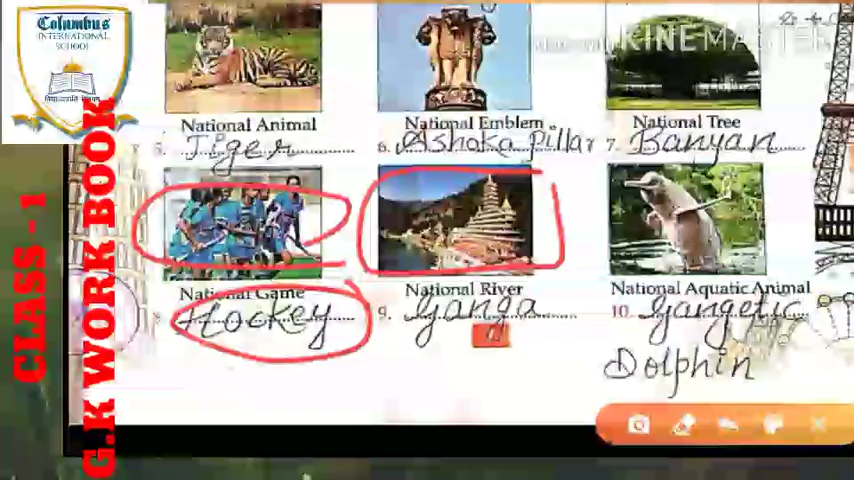 Columbus
INTERNATIONAL
SCHOOL
KINEMASTER
National Animal
5. Tiger
National Emblem
6. Ashoka Pillar
National Tree
7. Banyan
National Game
8. Hockey
National River
9. Ganga
National Aquatic Animal
10. Gangetic
Dolphin
CLASS - 1
G.K WORK BOOK